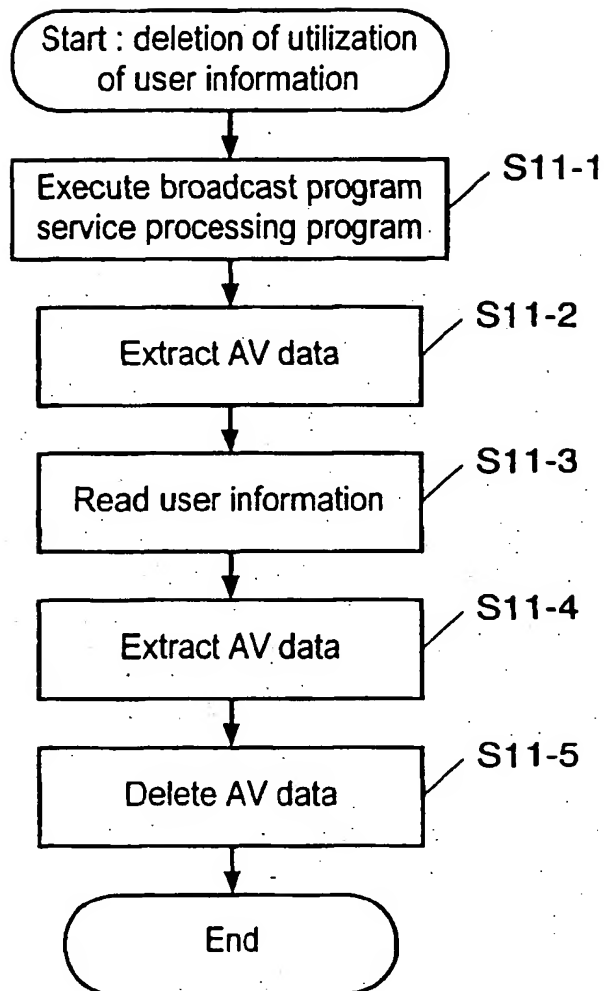 Start : deletion of utilization
of user information
S11-1
Execute broadcast program
service processing program
S11-2
Extract AV data
S11-3
Read user information
S11-4
Extract AV data
S11-5
Delete AV data
End